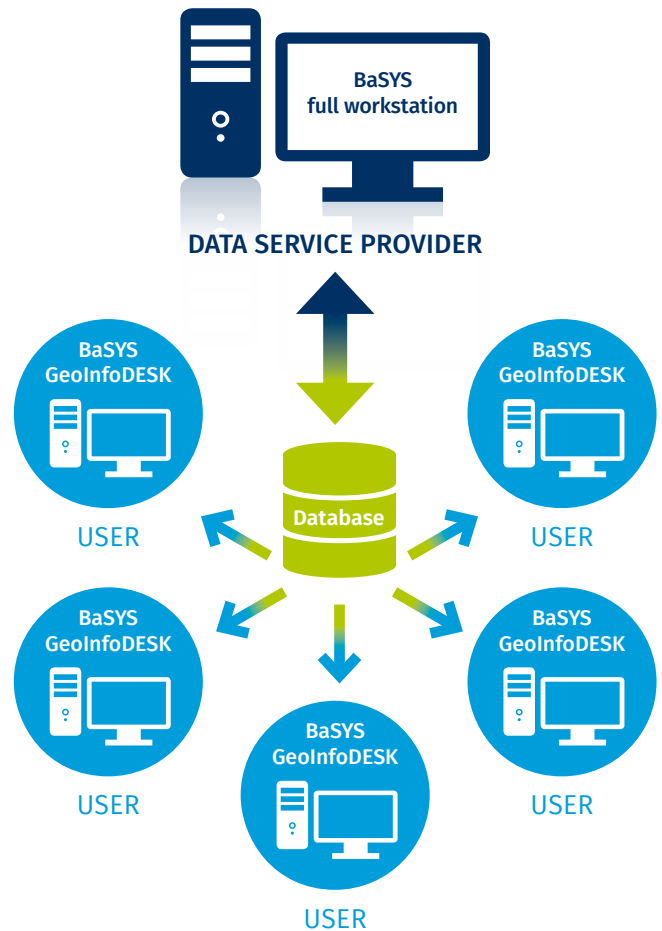 BaSYS
full workstation
DATA SERVICE PROVIDER
BaSYS
GeoInfoDESK
USER
BaSYS
GeoInfoDESK
USER
Database
BaSYS
GeoInfoDESK
USER
BaSYS
GeoInfoDESK
USER
BaSYS
GeoInfoDESK
USER